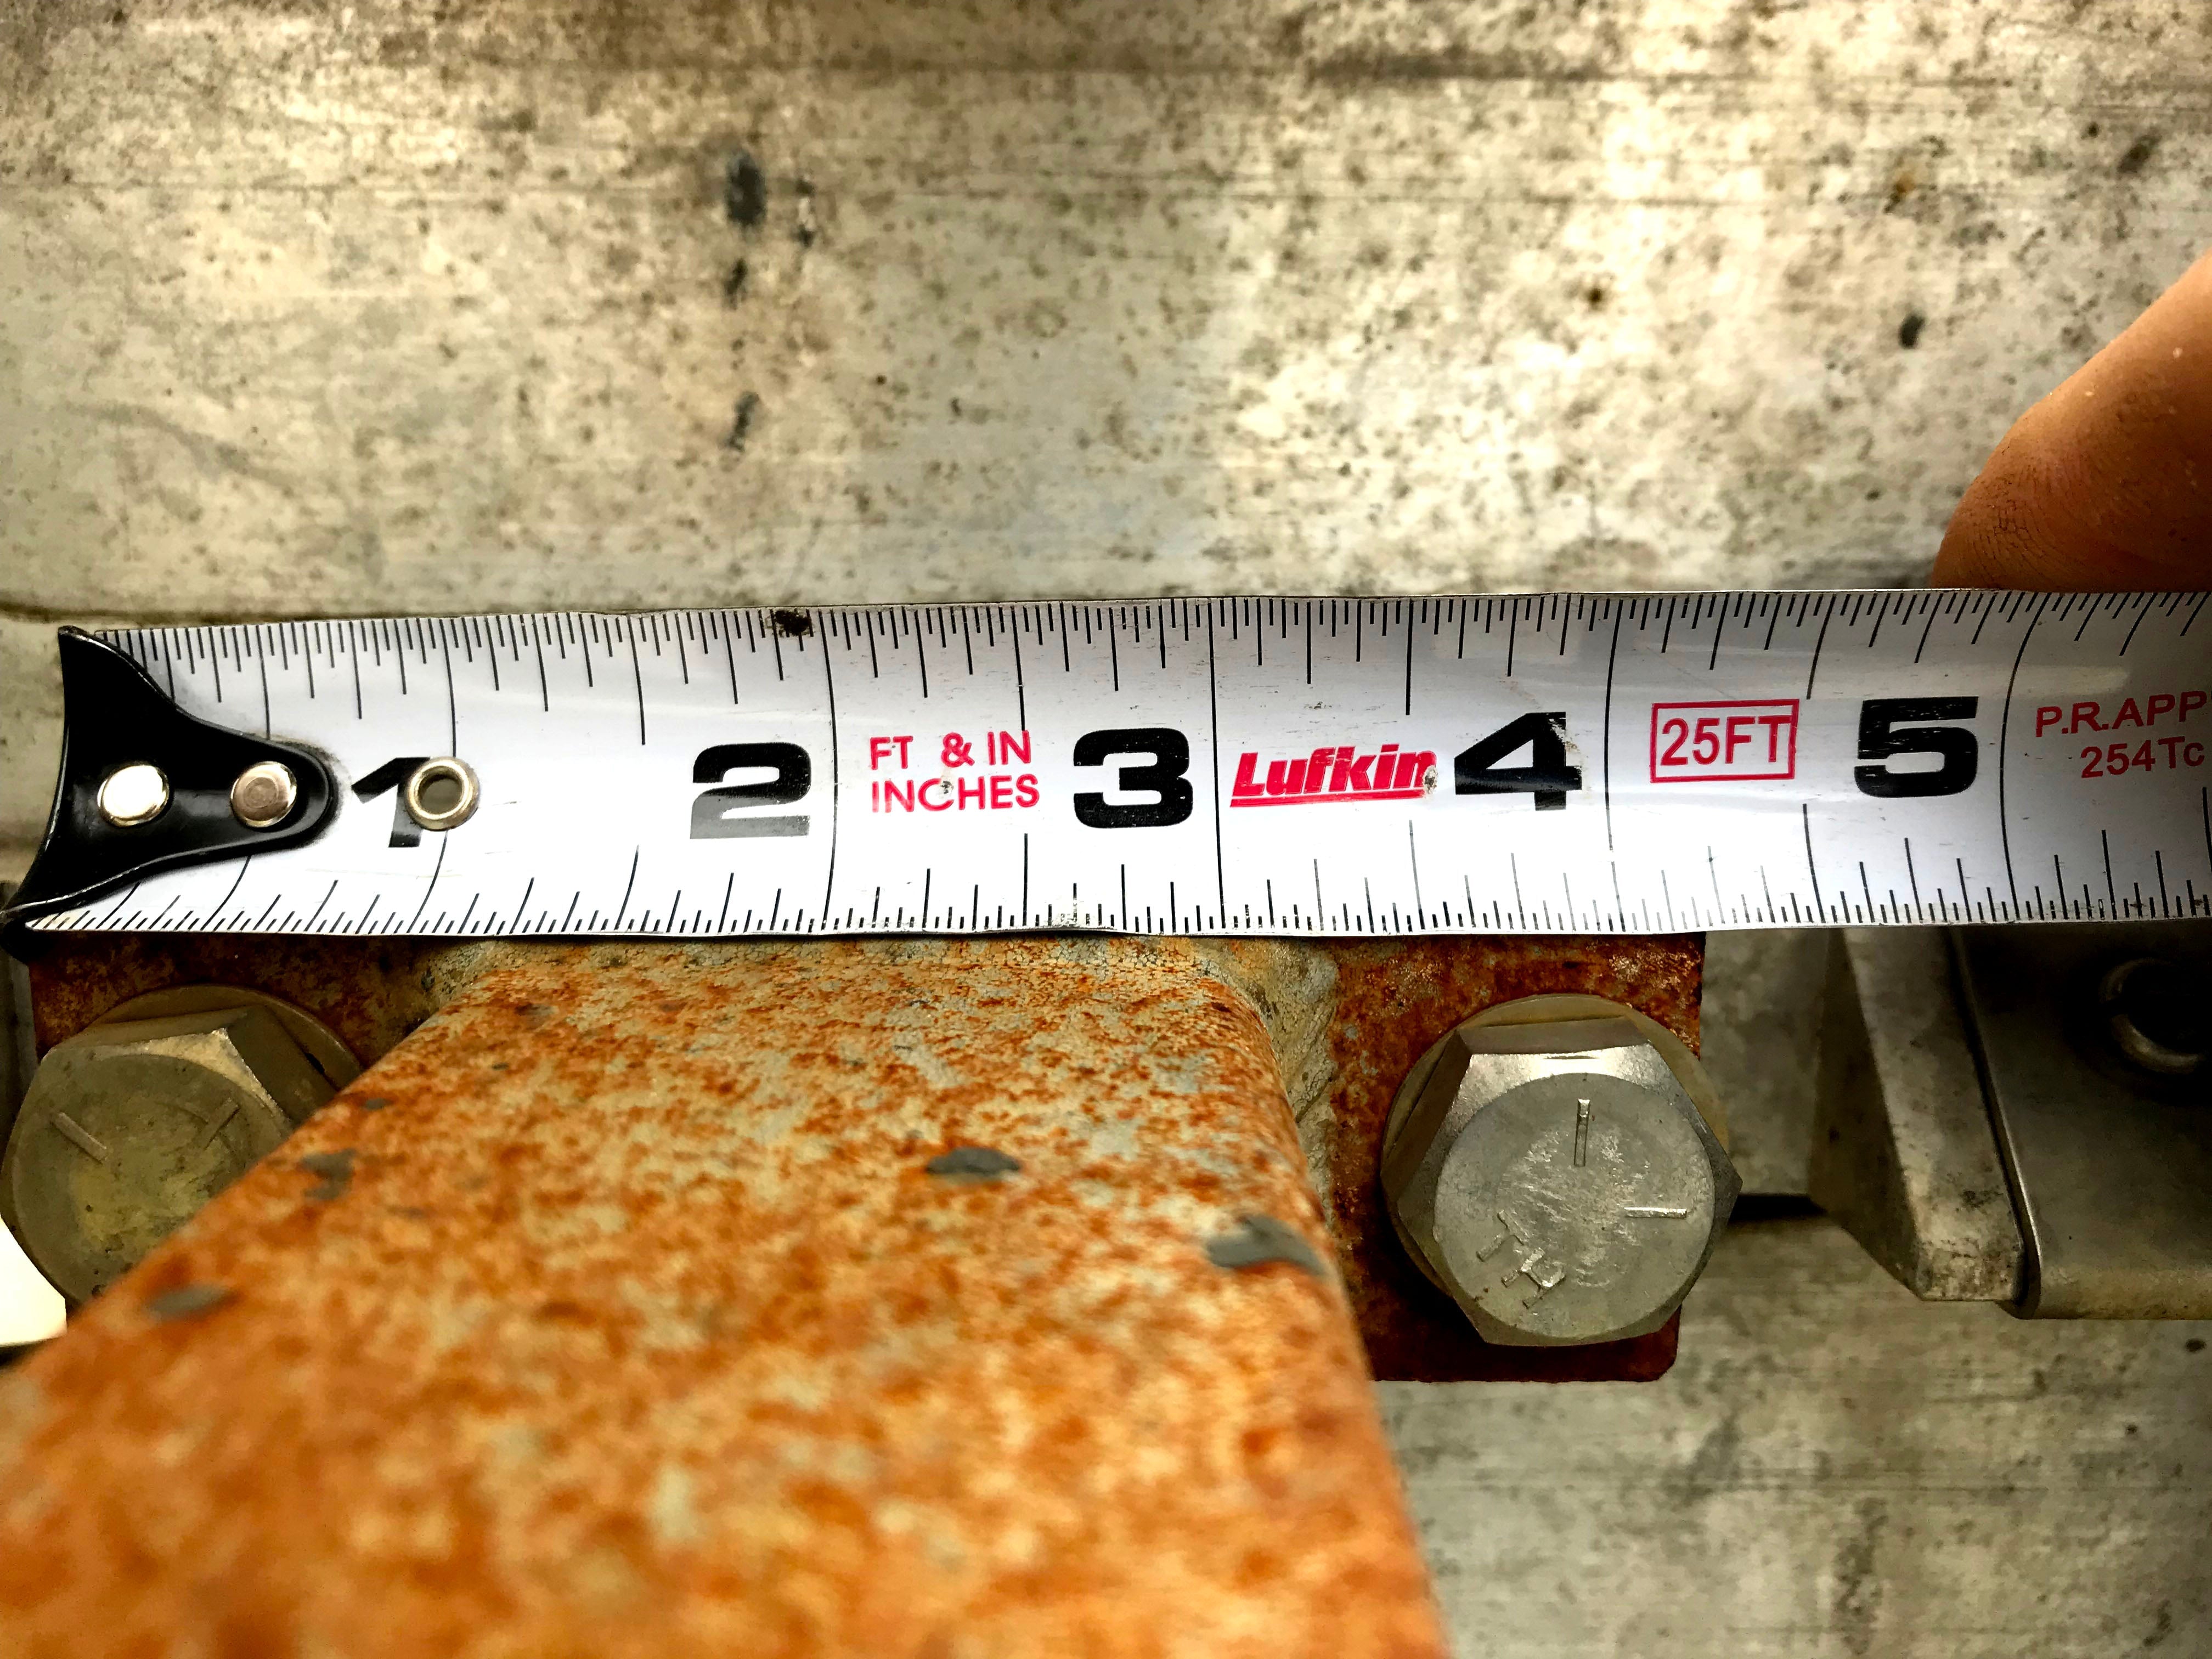 1 2 FT & IN 3 Lufkin 4 25FT 5 P.R.APP
INCHES 254Tc